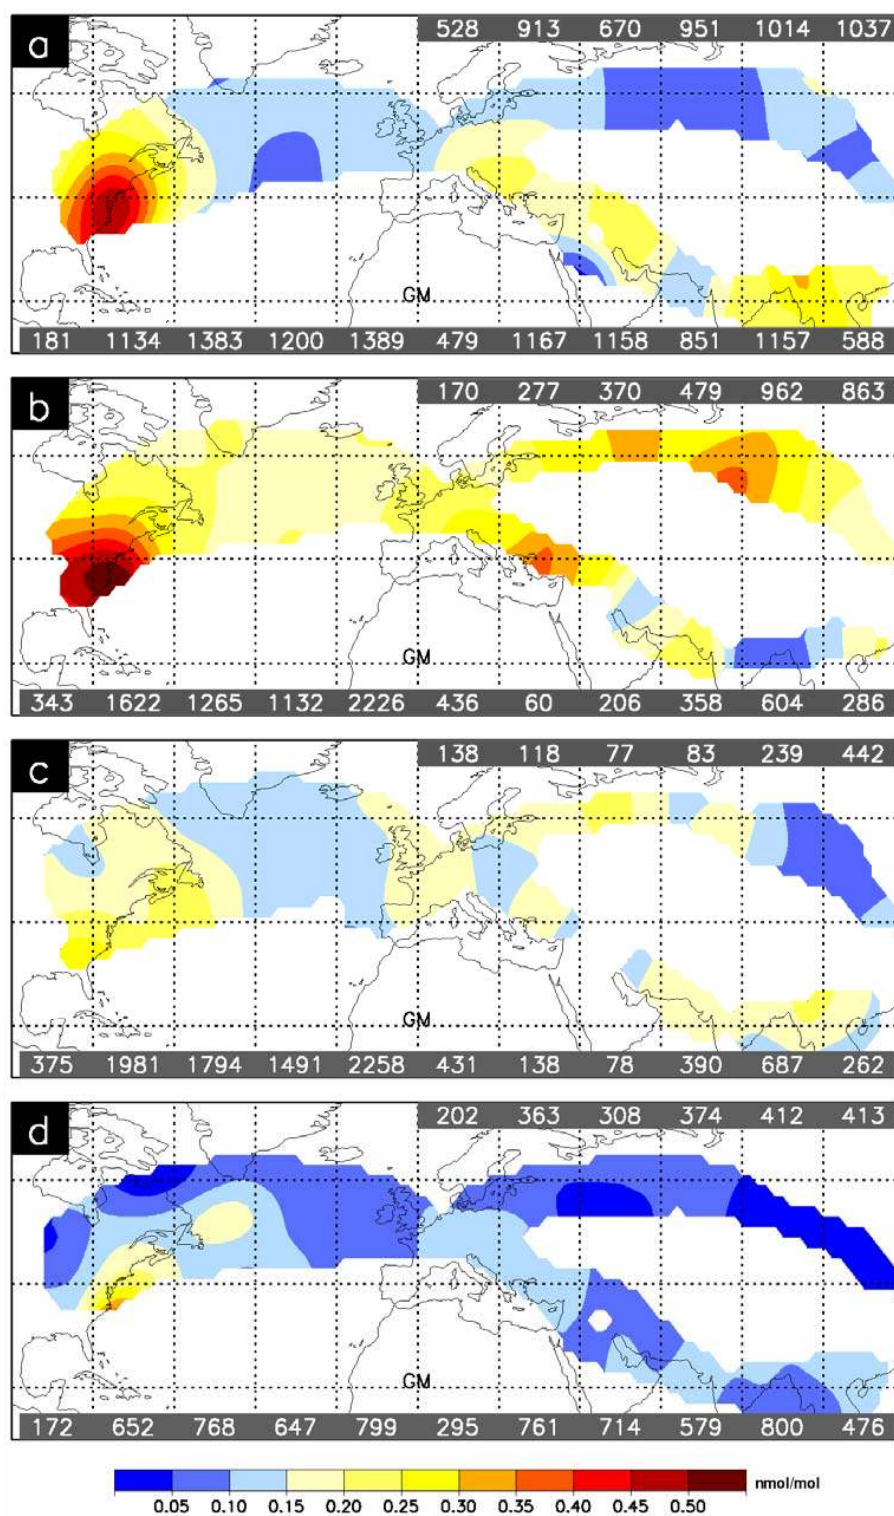 a
528 913 670 951 1014 1037
GM
181 1134 1383 1200 1389 479 1167 1158 851 1157 588
b
170 277 370 479 962 863
GM
343 1622 1265 1132 2226 436 60 206 358 604 286
c
138 118 77 83 239 442
GM
375 1981 1794 1491 2258 431 138 78 390 687 262
d
202 363 308 374 412 413
GM
172 652 768 647 799 295 761 714 579 800 476
nmol/mol
0.05 0.10 0.15 0.20 0.25 0.30 0.35 0.40 0.45 0.50